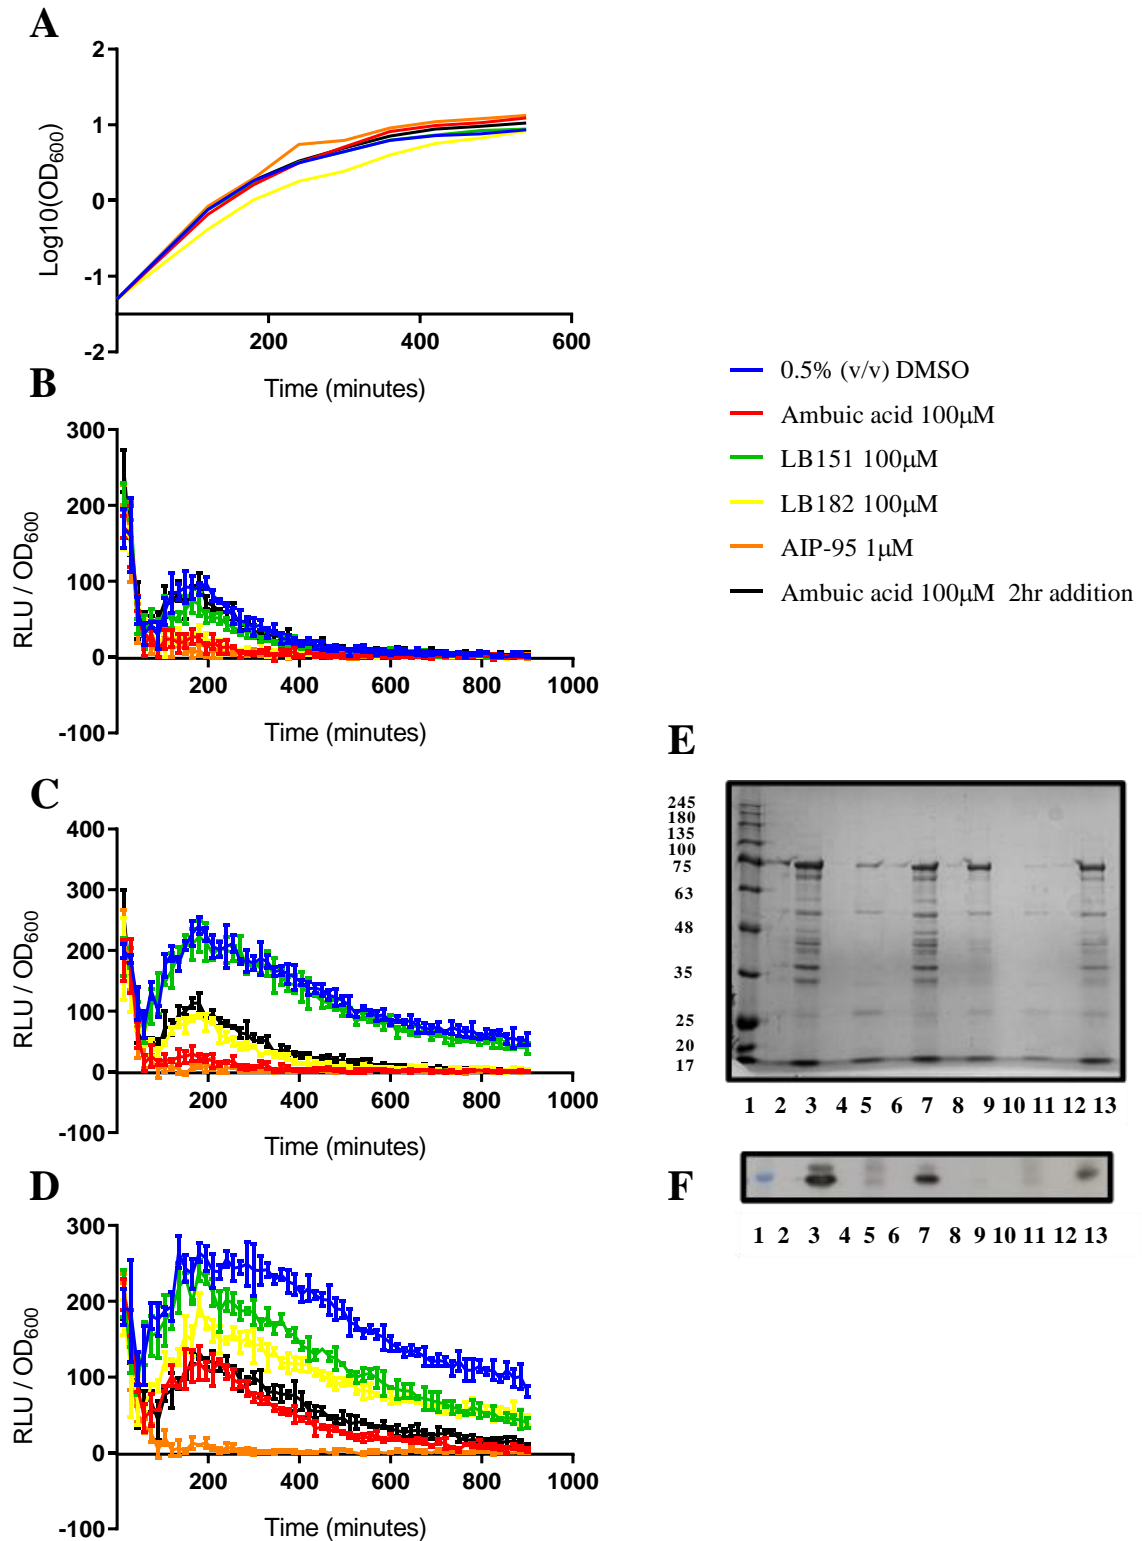 A
2
1
0
-1
-2
Log10(OD600)
200 400 600
Time (minutes)
B
300
200
100
0
-100
RLU / OD600
200 400 600 800 1000
Time (minutes)
0.5% (v/v) DMSO
Ambuic acid 100μM
LB151 100μM
LB182 100μM
AIP-95 1μM
Ambuic acid 100μM 2hr addition
C
400
300
200
100
0
-100
RLU / OD600
200 400 600 800 1000
Time (minutes)
D
300
200
100
0
-100
RLU / OD600
200 400 600 800 1000
Time (minutes)
E
245
180
135
100
75
63
48
35
25
20
17
1 2 3 4 5 6 7 8 9 10 11 12 13
F
1 2 3 4 5 6 7 8 9 10 11 12 13